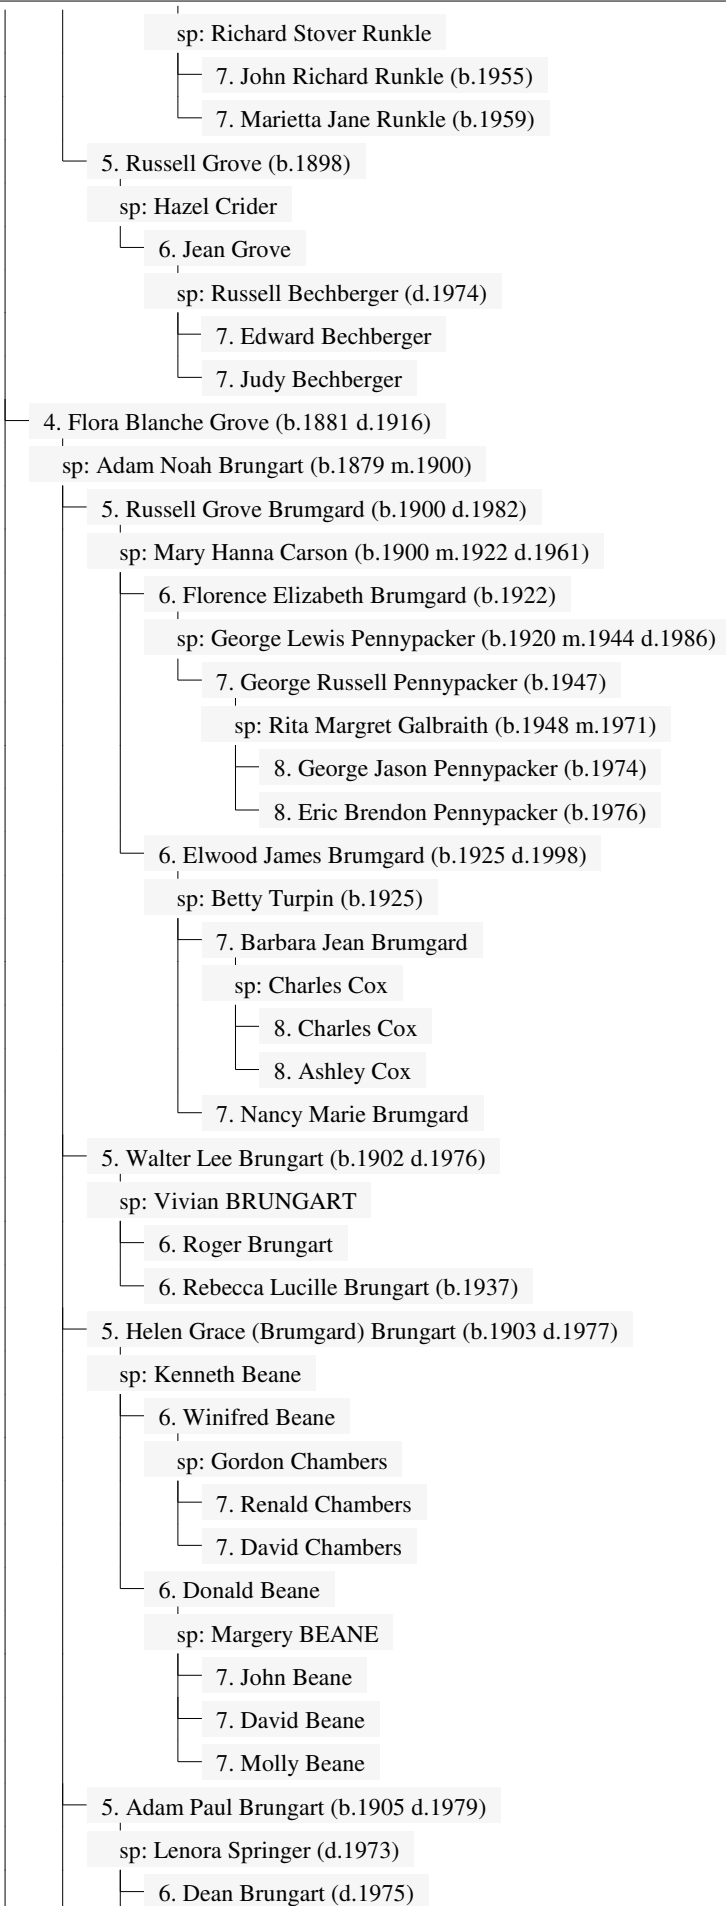 sp: Richard Stover Runkle
7. John Richard Runkle (b.1955)
7. Marietta Jane Runkle (b.1959)
5. Russell Grove (b.1898)
sp: Hazel Crider
6. Jean Grove
sp: Russell Bechberger (d.1974)
7. Edward Bechberger
7. Judy Bechberger
4. Flora Blanche Grove (b.1881 d.1916)
sp: Adam Noah Brungart (b.1879 m.1900)
5. Russell Grove Brumgard (b.1900 d.1982)
sp: Mary Hanna Carson (b.1900 m.1922 d.1961)
6. Florence Elizabeth Brumgard (b.1922)
sp: George Lewis Pennypacker (b.1920 m.1944 d.1986)
7. George Russell Pennypacker (b.1947)
sp: Rita Margret Galbraith (b.1948 m.1971)
8. George Jason Pennypacker (b.1974)
8. Eric Brendon Pennypacker (b.1976)
6. Elwood James Brumgard (b.1925 d.1998)
sp: Betty Turpin (b.1925)
7. Barbara Jean Brumgard
sp: Charles Cox
8. Charles Cox
8. Ashley Cox
7. Nancy Marie Brumgard
5. Walter Lee Brungart (b.1902 d.1976)
sp: Vivian BRUNGART
6. Roger Brungart
6. Rebecca Lucille Brungart (b.1937)
5. Helen Grace (Brumgard) Brungart (b.1903 d.1977)
sp: Kenneth Beane
6. Winifred Beane
sp: Gordon Chambers
7. Renald Chambers
7. David Chambers
6. Donald Beane
sp: Margery BEANE
7. John Beane
7. David Beane
7. Molly Beane
5. Adam Paul Brungart (b.1905 d.1979)
sp: Lenora Springer (d.1973)
6. Dean Brungart (d.1975)